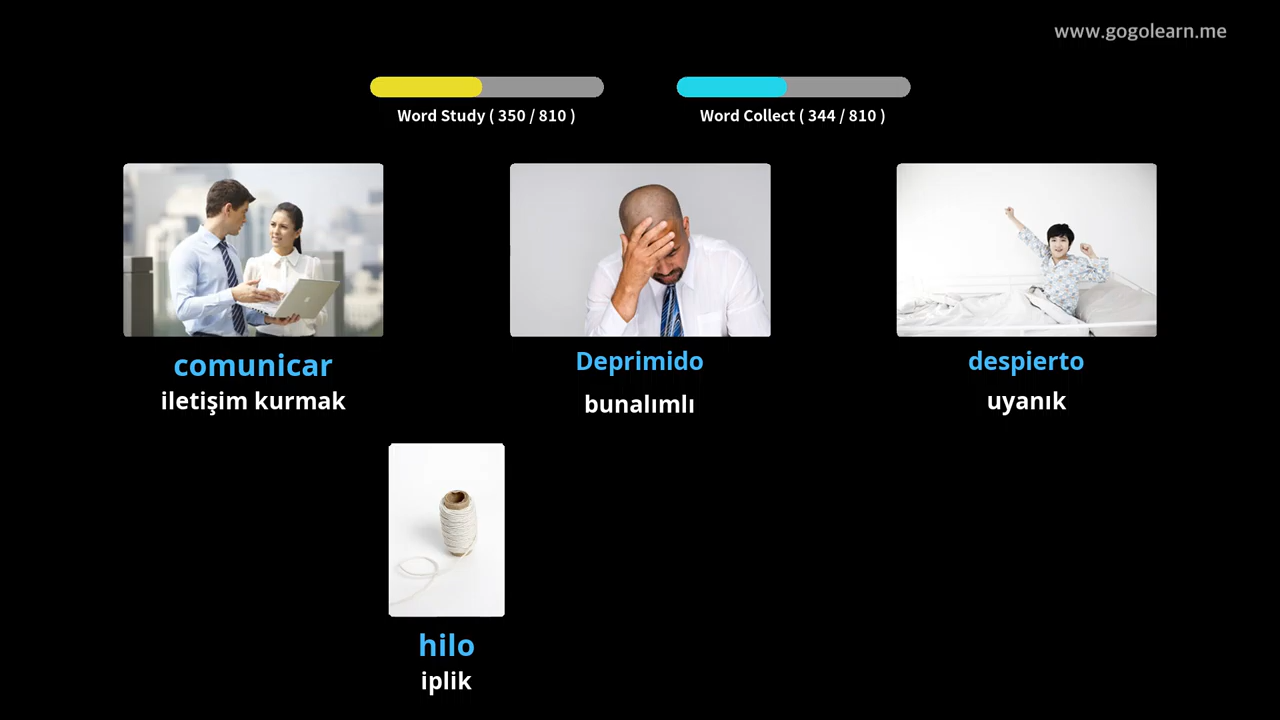 www.gogolearn.me
Word Study ( 350 / 810 )
Word Collect ( 344 / 810 )
comunicar
iletişim kurmak
Deprimido
bunalımlı
despierto
uyanık
hilo
iplik